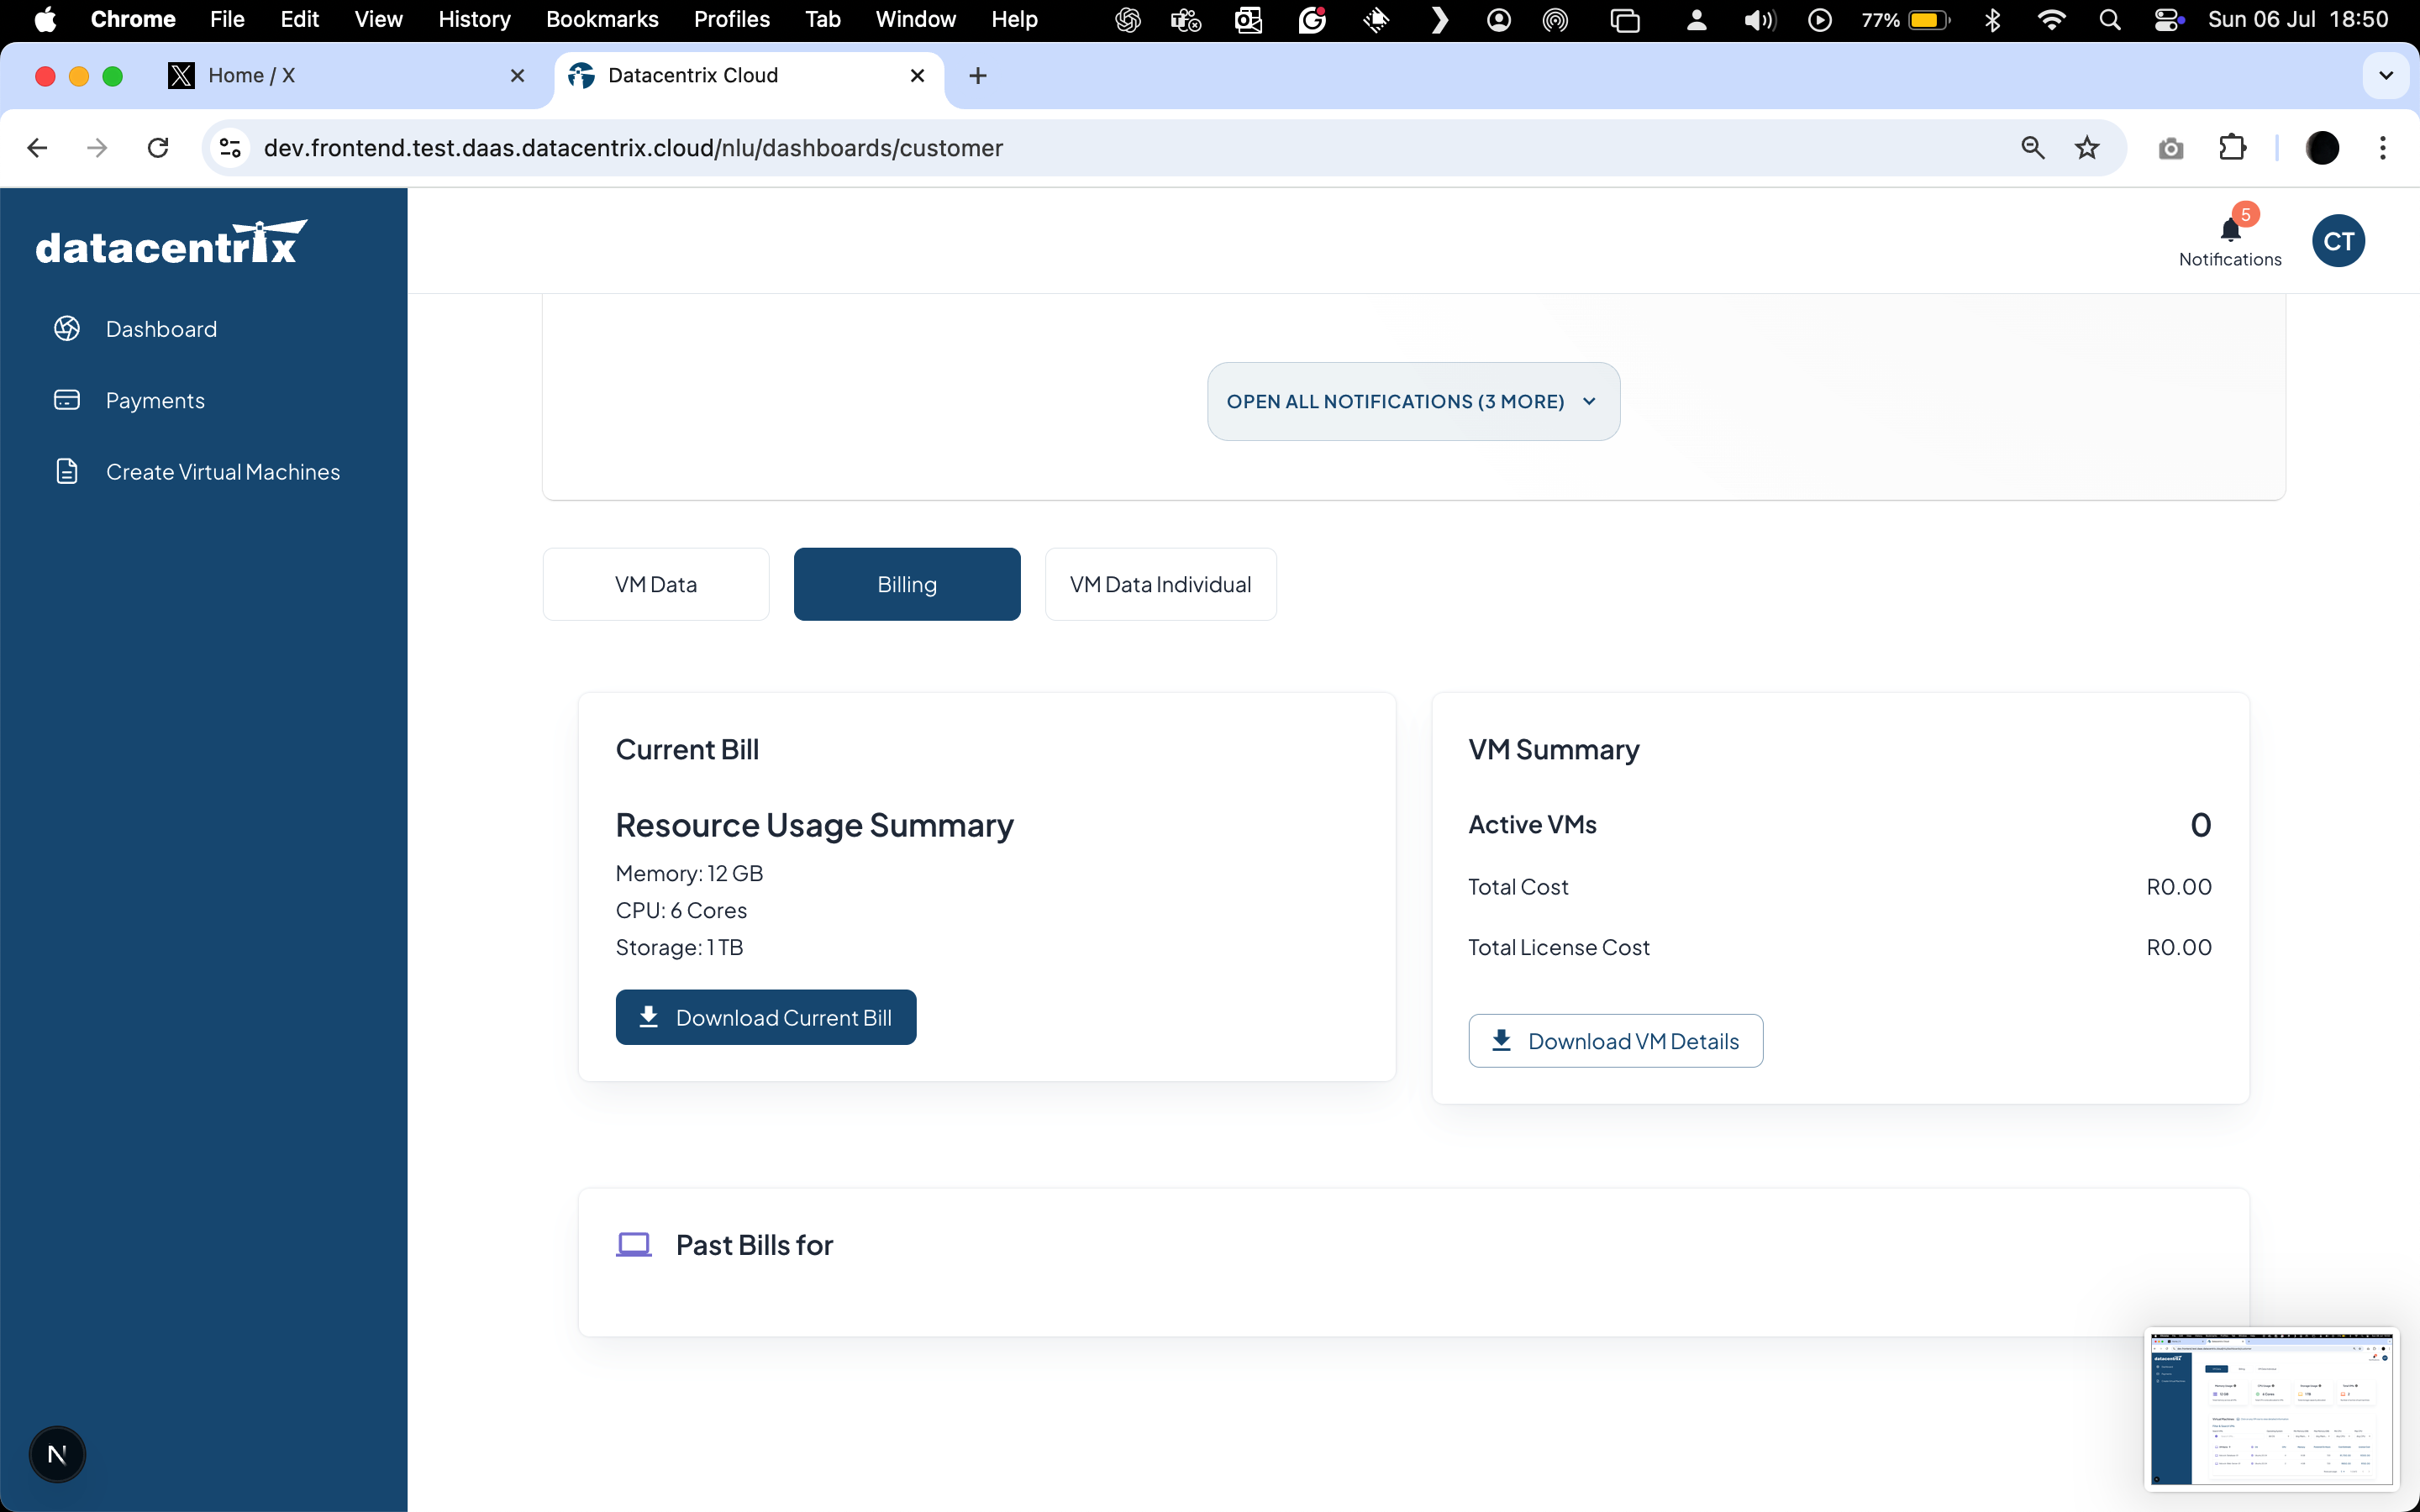 Chrome File Edit View History Bookmarks Profiles Tab Window Help 77% Sun 06 Jul 18:50
Home / X
Datacentrix Cloud
dev.frontend.test.daas.datacentrix.cloud/nlu/dashboards/customer
datacentrix
5
Notifications
CT
Dashboard
Payments
Create Virtual Machines
OPEN ALL NOTIFICATIONS (3 MORE)
VM Data
Billing
VM Data Individual
Current Bill
Resource Usage Summary
Memory: 12 GB
CPU: 6 Cores
Storage: 1 TB
Download Current Bill
VM Summary
Active VMs 0
Total Cost R0.00
Total License Cost R0.00
Download VM Details
Past Bills for
N
datacentrix